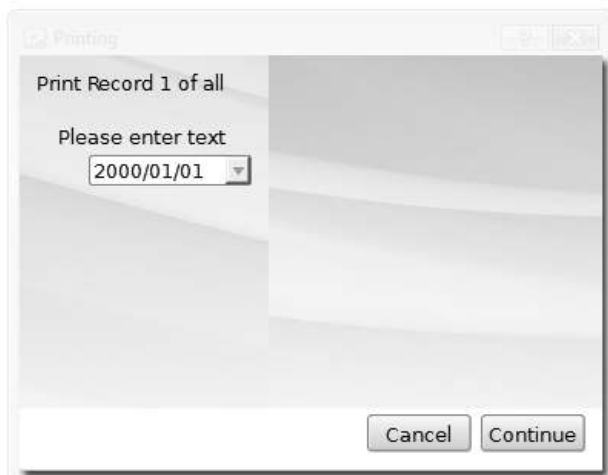 Printing
Print Record 1 of all
Please enter text
2000/01/01
Cancel Continue